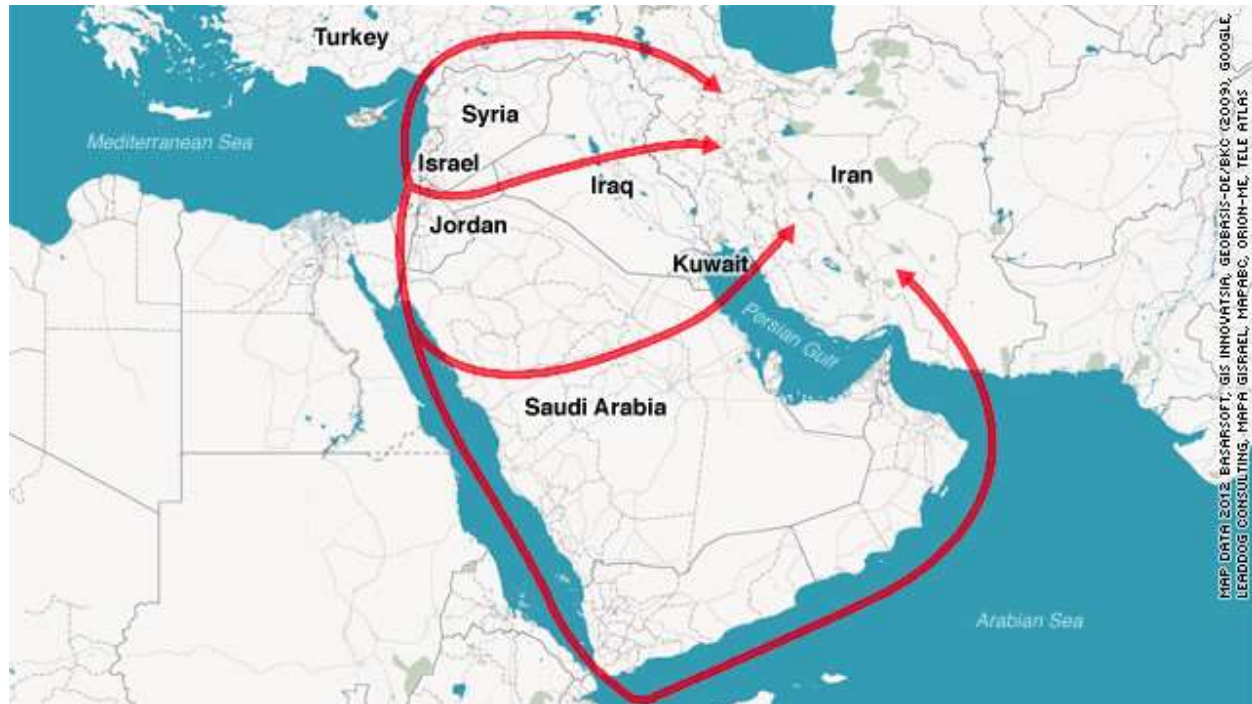 Turkey
Mediterranean Sea
Syria
Israel
Iraq
Iran
Jordan
Kuwait
Persian Gulf
Saudi Arabia
Arabian Sea
MAP DATA 2012 BASARSOFT, GIS INNOVATSIA, GEOBASIS-DE/BKG (2009), GOOGLE,
LEADDOG CONSULTING, MAPA GISRAEL, MAPABC, ORION-ME, TELE ATLAS